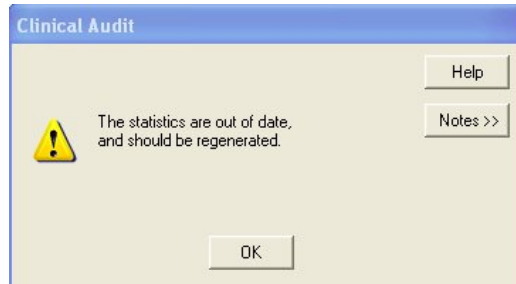 Clinical Audit
Help
The statistics are out of date,
and should be regenerated.
Notes >>
OK